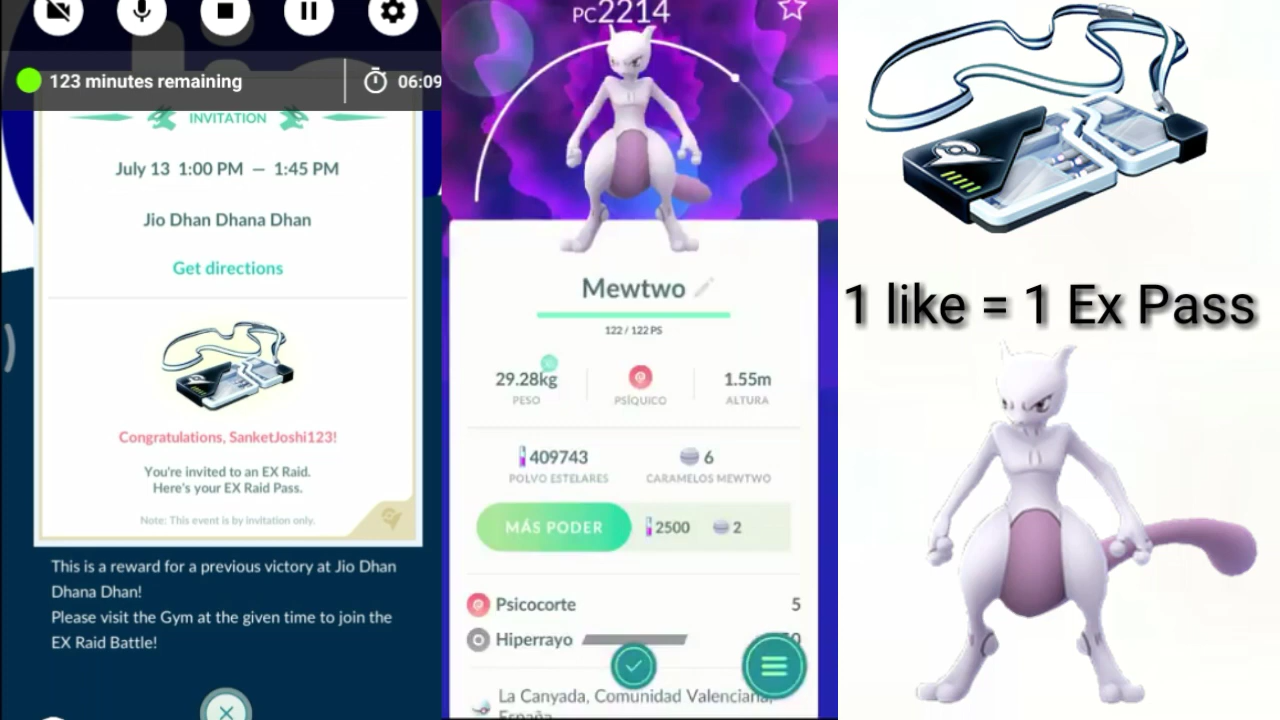 123 minutes remaining
06:09
INVITATION
July 13 1:00 PM — 1:45 PM
Jio Dhan Dhana Dhan
Get directions
Congratulations, SanketJoshi123!
You're invited to an EX Raid.
Here's your EX Raid Pass.
Note: This event is by invitation only.
This is a reward for a previous victory at Jio Dhan
Dhana Dhan!
Please visit the Gym at the given time to join the
EX Raid Battle!
PC2214
Mewtwo
122 / 122 PS
29.28kg
PESO
PSÍQUICO
1.55m
ALTURA
409743
POLVO ESTELARES
6
CARAMELOS MEWTWO
MÁS PODER
2500
2
Psicocorte 5
Hiperrayo
La Canyada, Comunidad Valenciana,
España
1 like = 1 Ex Pass